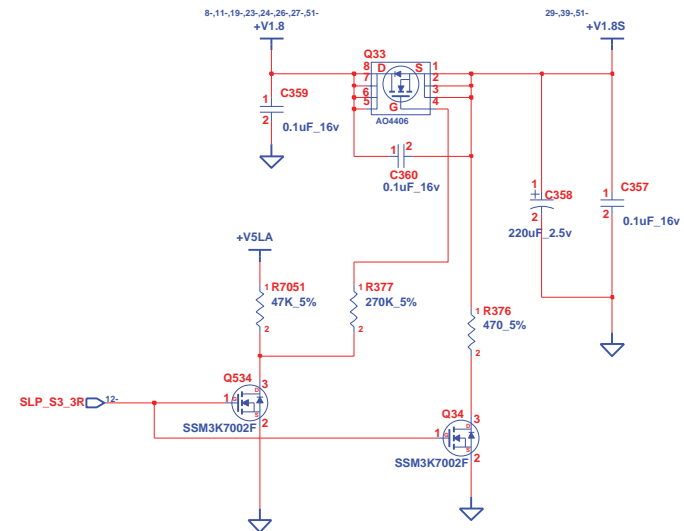 8-,11-,19-,23-,24-,26-,27-,51-
29-,39-,51-
+V1.8
+V1.8S
Q33
8 D S 1
7 2
6 3
5 G 4
AO4406
C359
1
2
0.1uF_16v
1 2
C360
0.1uF_16v
1
+ C358
2
220uF_2.5v
1 C357
2
0.1uF_16v
+V5LA
1 R7051
47K_5%
2
1 R377
270K_5%
2
1 R376
470_5%
2
Q534
3
D
SLP_S3_3R 12-
1 G
S
2
SSM3K7002F
Q34
3
D
1 G
S
2
SSM3K7002F